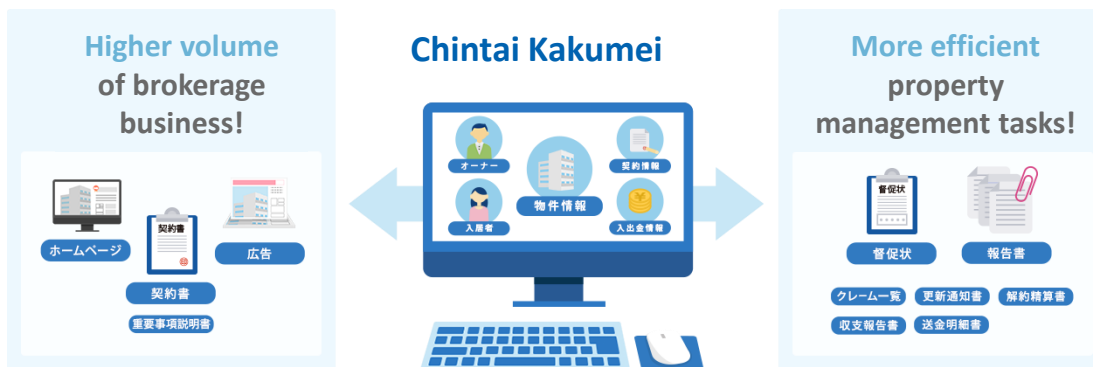 Higher volume
of brokerage
business!
ホームページ
契約書
広告
契約書
重要事項説明書
Chintai Kakumei
オーナー
契約情報
物件情報
入居者
入出金情報
More efficient
property
management tasks!
督促状
督促状
報告書
クレーム一覧
更新通知書
解約精算書
収支報告書
送金明細書